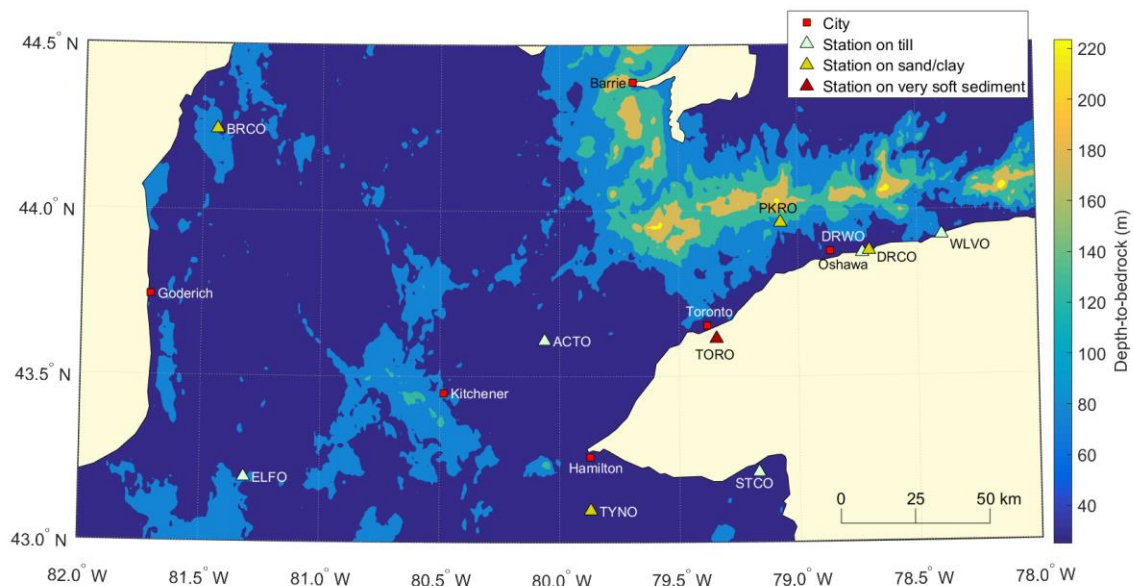 44.5° N
44.0° N
43.5° N
43.0° N
82.0° W
81.5° W
81.0° W
80.5° W
80.0° W
79.5° W
79.0° W
78.5° W
78.0° W
City
Station on till
Station on sand/clay
Station on very soft sediment
Barrie
BRCO
PKRO
DRWO
WLVO
Oshawa
DRCO
Goderich
Toronto
TORO
ACTO
Kitchener
Hamilton
ELFO
STCO
TYNO
0 25 50 km
220
200
180
160
140
120
100
80
60
40
Depth-to-bedrock (m)